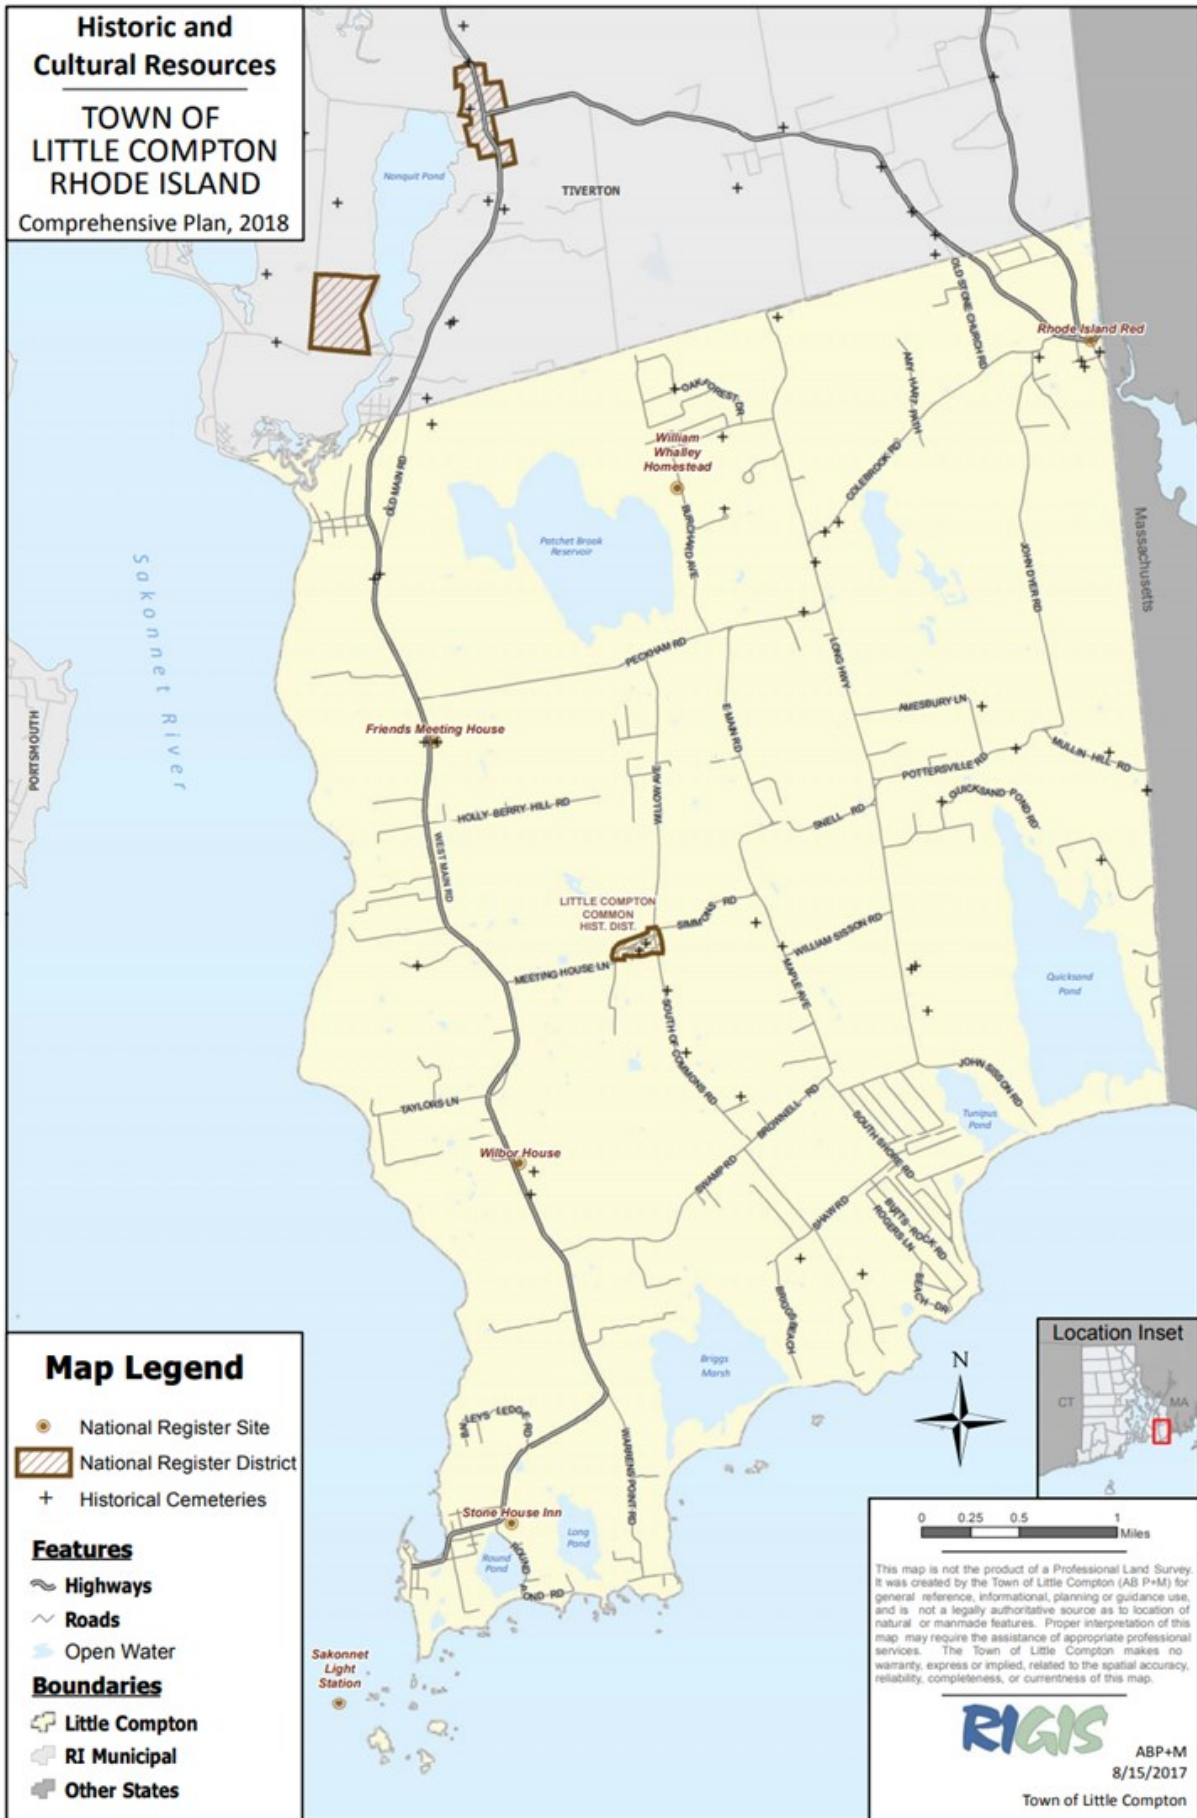 Historic and
Cultural Resources
TOWN OF
LITTLE COMPTON
RHODE ISLAND
Comprehensive Plan, 2018
Nonquit Pond
TIVERTON
OLD STONE CHURCH RD
Rhode Island Red
AMY HART PATH
OAK FOREST DR
William
Whalley
Homestead
OLD MAIN RD
COLEBROOK RD
BURCHARD AVE
Patchet Brook
Reservoir
Massachusetts
JOHN DYER RD
Sakonnet River
PECKHAM RD
LONG HWY
PORTSMOUTH
AMESBURY LN
E MAIN RD
Friends Meeting House
MULLIN HILL RD
POTTERSVILLE RD
WILLOW AVE
QUICKSAND POND RD
HOLLY BERRY HILL RD
SNELL RD
WEST MAIN RD
LITTLE COMPTON
COMMON
HIST. DIST.
SIMMONS RD
WILLIAM SISSON RD
MEETING HOUSE LN
MAPLE AVE
Quicksand
Pond
SOUTH OF COMMONS RD
JOHN SISSON RD
TAYLORS LN
BROWNELL RD
Tunipus
Pond
SOUTH SHORE RD
Wilbor House
SWAMP RD
SHAW RD
BUTTS ROCK RD
ROGERS LN
BEACH DR
BRIGGS BEACH
Briggs
Marsh
BAILEYS LEDGE RD
WARRENS POINT RD
Stone House Inn
Long
Pond
Round
Pond
ROUND POND RD
Sakonnet
Light
Station
Map Legend
National Register Site
National Register District
Historical Cemeteries
Features
Highways
Roads
Open Water
Boundaries
Little Compton
RI Municipal
Other States
N
Location Inset
CT
MA
0 0.25 0.5 1
Miles
This map is not the product of a Professional Land Survey.
It was created by the Town of Little Compton (AB P+M) for
general reference, informational, planning or guidance use,
and is not a legally authoritative source as to location of
natural or manmade features. Proper interpretation of this
map may require the assistance of appropriate professional
services. The Town of Little Compton makes no
warranty, express or implied, related to the spatial accuracy,
reliability, completeness, or currentness of this map.
RIGIS
ABP+M
8/15/2017
Town of Little Compton